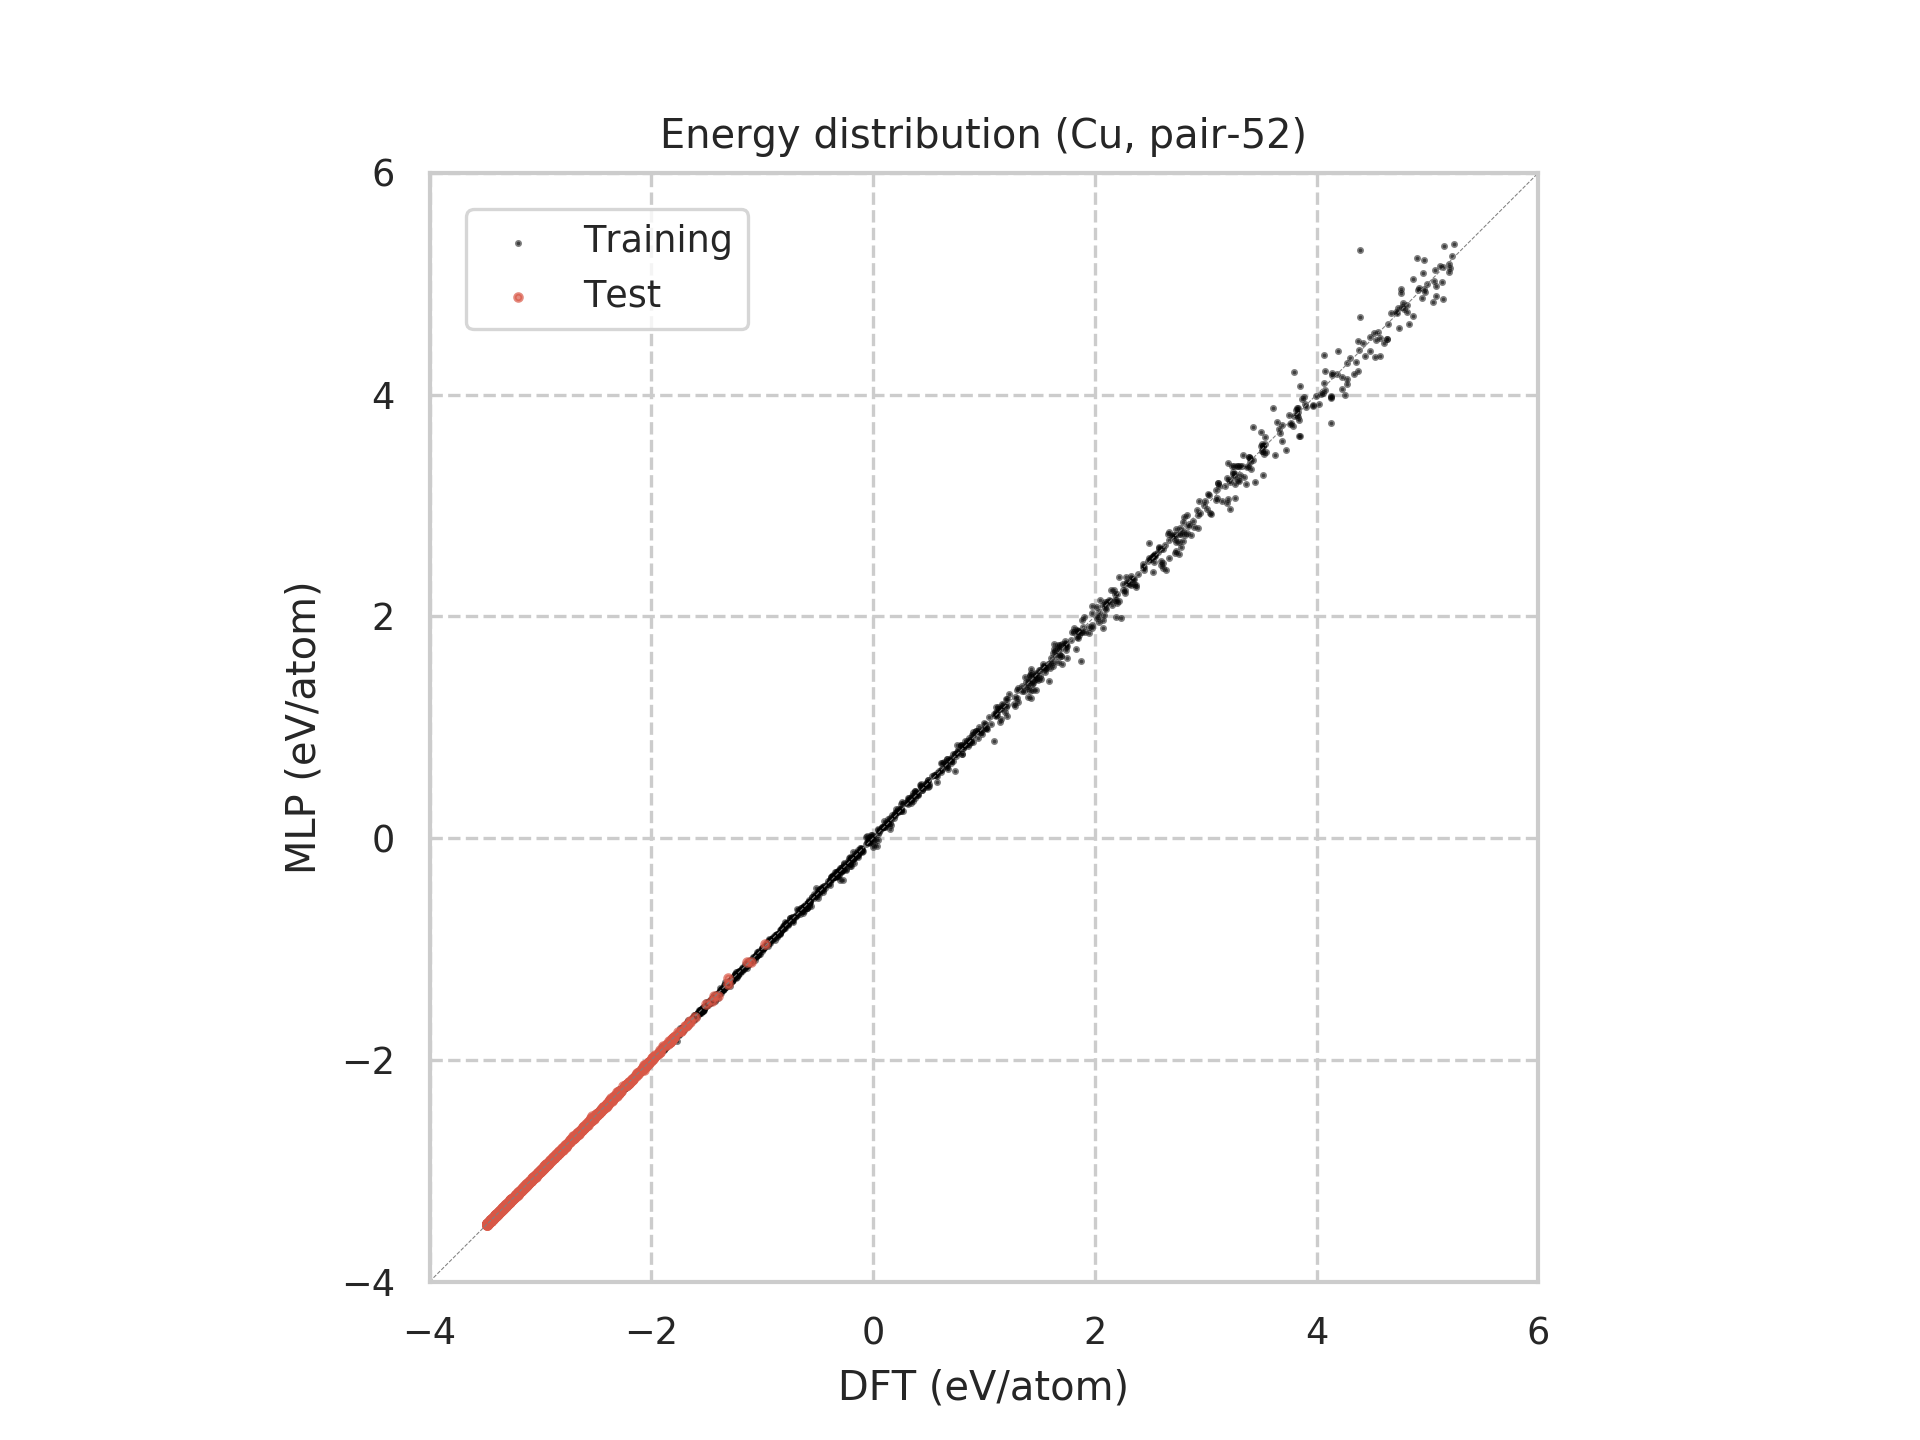 Energy distribution (Cu, pair-52)
6
4
2
0
−2
−4
MLP (eV/atom)
Training
Test
−4
−2
0
2
4
6
DFT (eV/atom)